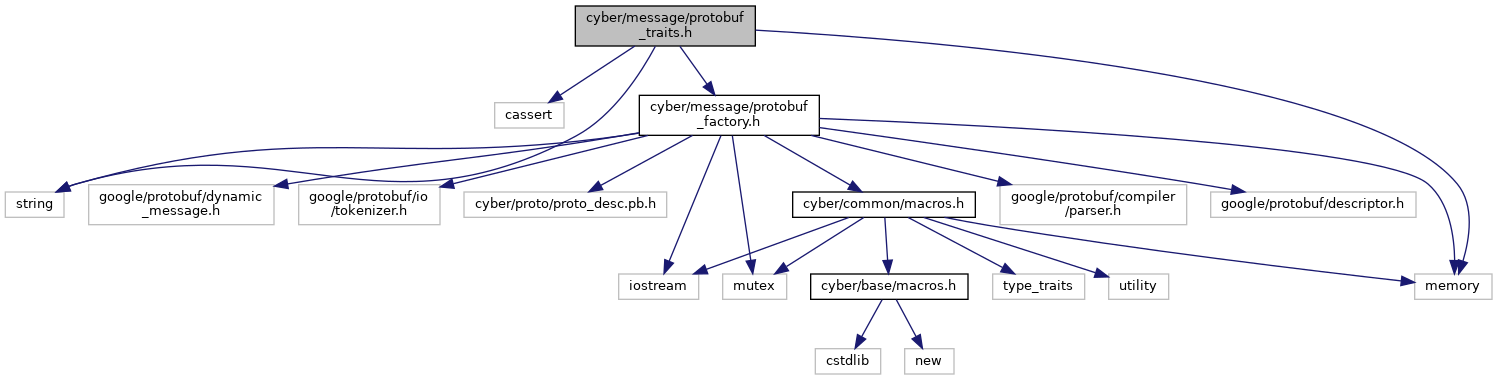 cyber/message/protobuf
_traits.h
cassert
cyber/message/protobuf
_factory.h
string
google/protobuf/dynamic
_message.h
google/protobuf/io
/tokenizer.h
cyber/proto/proto_desc.pb.h
cyber/common/macros.h
google/protobuf/compiler
/parser.h
google/protobuf/descriptor.h
iostream
mutex
cyber/base/macros.h
type_traits
utility
memory
cstdlib
new